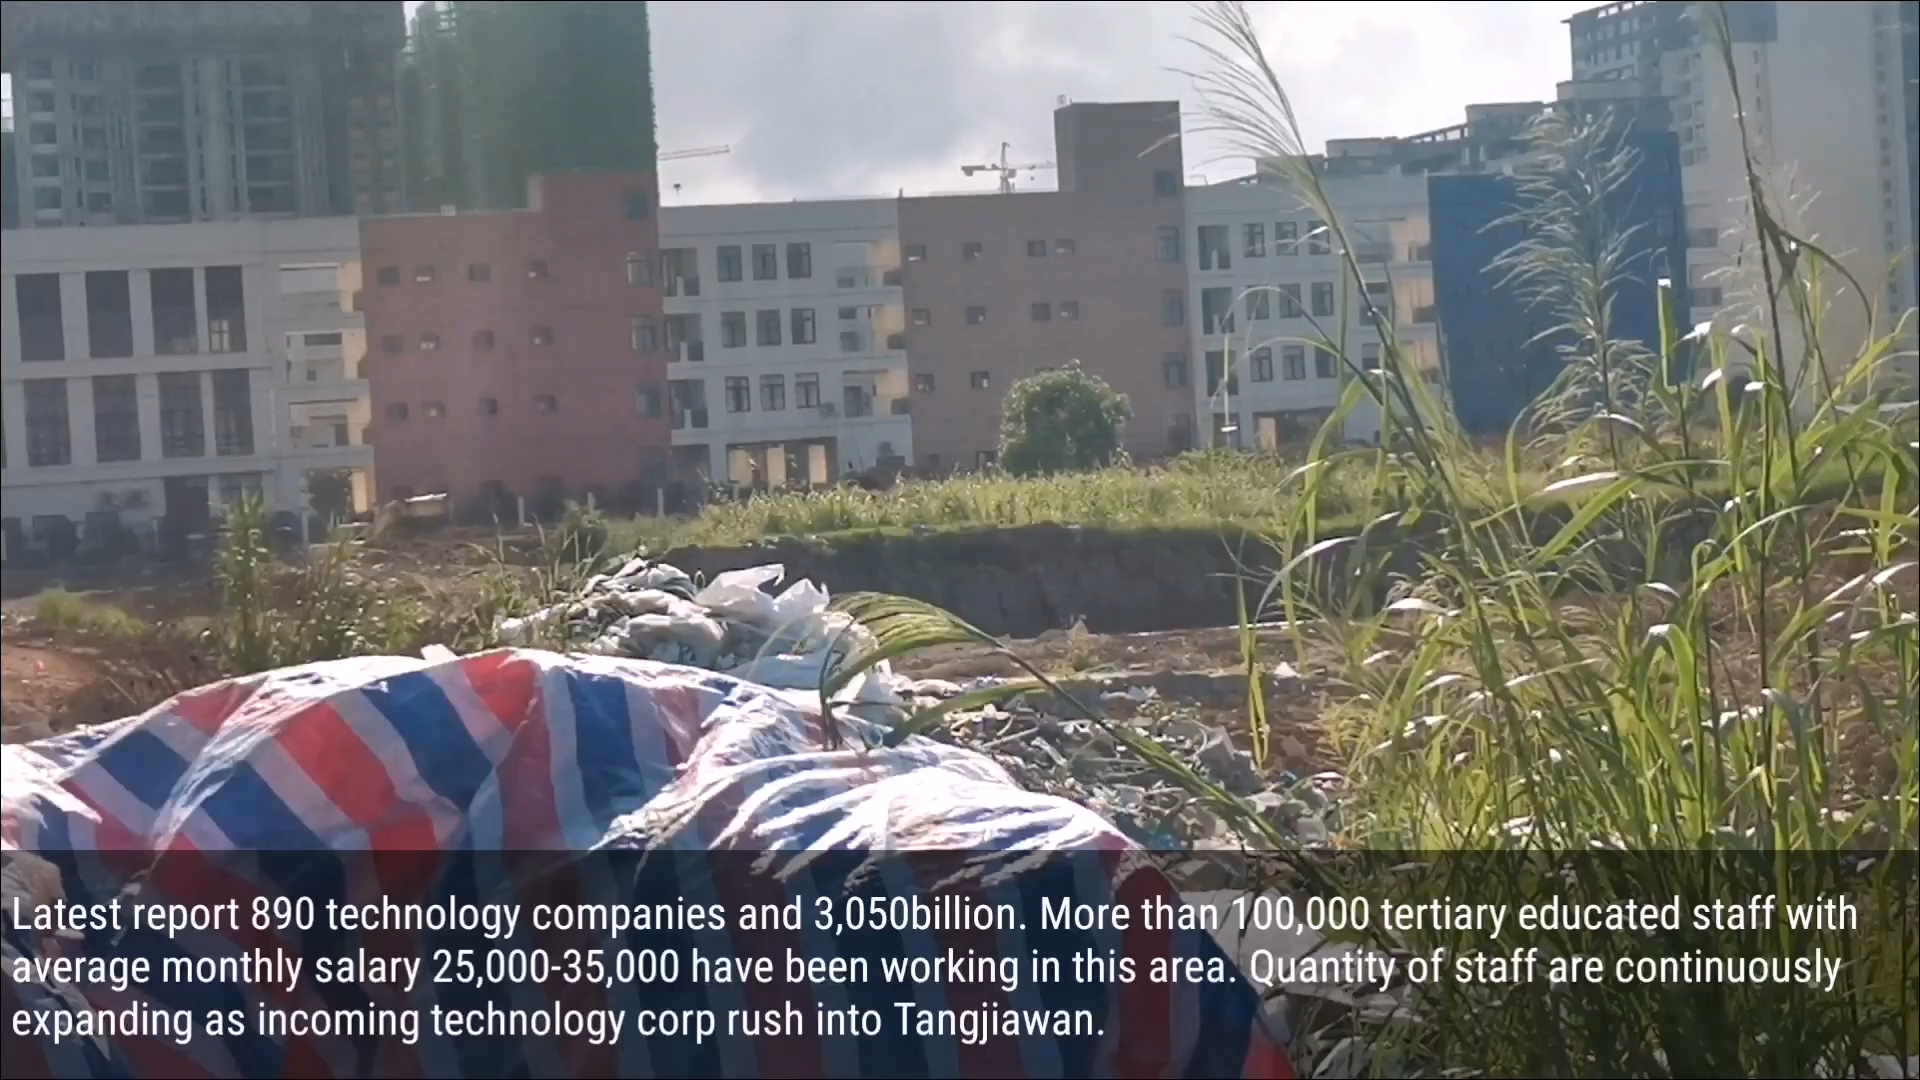 Latest report 890 technology companies and 3,050billion. More than 100,000 tertiary educated staff with
average monthly salary 25,000-35,000 have been working in this area. Quantity of staff are continuously
expanding as incoming technology corp rush into Tangjiawan.